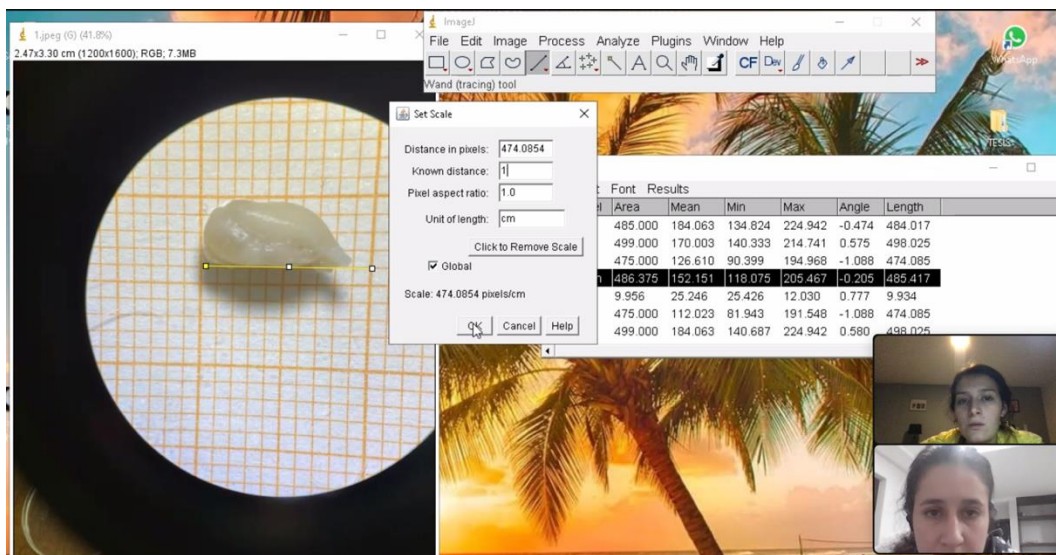 1.jpeg (G) (41.8%)
2.47x3.30 cm (1200x1600); RGB; 7.3MB
ImageJ
File Edit Image Process Analyze Plugins Window Help
A CF Dev >>
Wand (tracing) tool
WhatsApp
TESIS
Set Scale
Distance in pixels: 474.0854
Known distance: 1
Pixel aspect ratio: 1.0
Unit of length: cm
Click to Remove Scale
Global
Scale: 474.0854 pixels/cm
OK Cancel Help
Font Results
Area Mean Min Max Angle Length
485.000 184.063 134.824 224.942 -0.474 484.017
499.000 170.003 140.333 214.741 0.575 498.025
475.000 126.610 90.399 194.968 -1.088 474.085
486.375 152.151 118.075 205.467 -0.205 485.417
9.956 25.246 25.426 12.030 0.777 9.934
475.000 112.023 81.943 191.548 -1.088 474.085
499.000 184.063 140.687 224.942 0.580 498.025